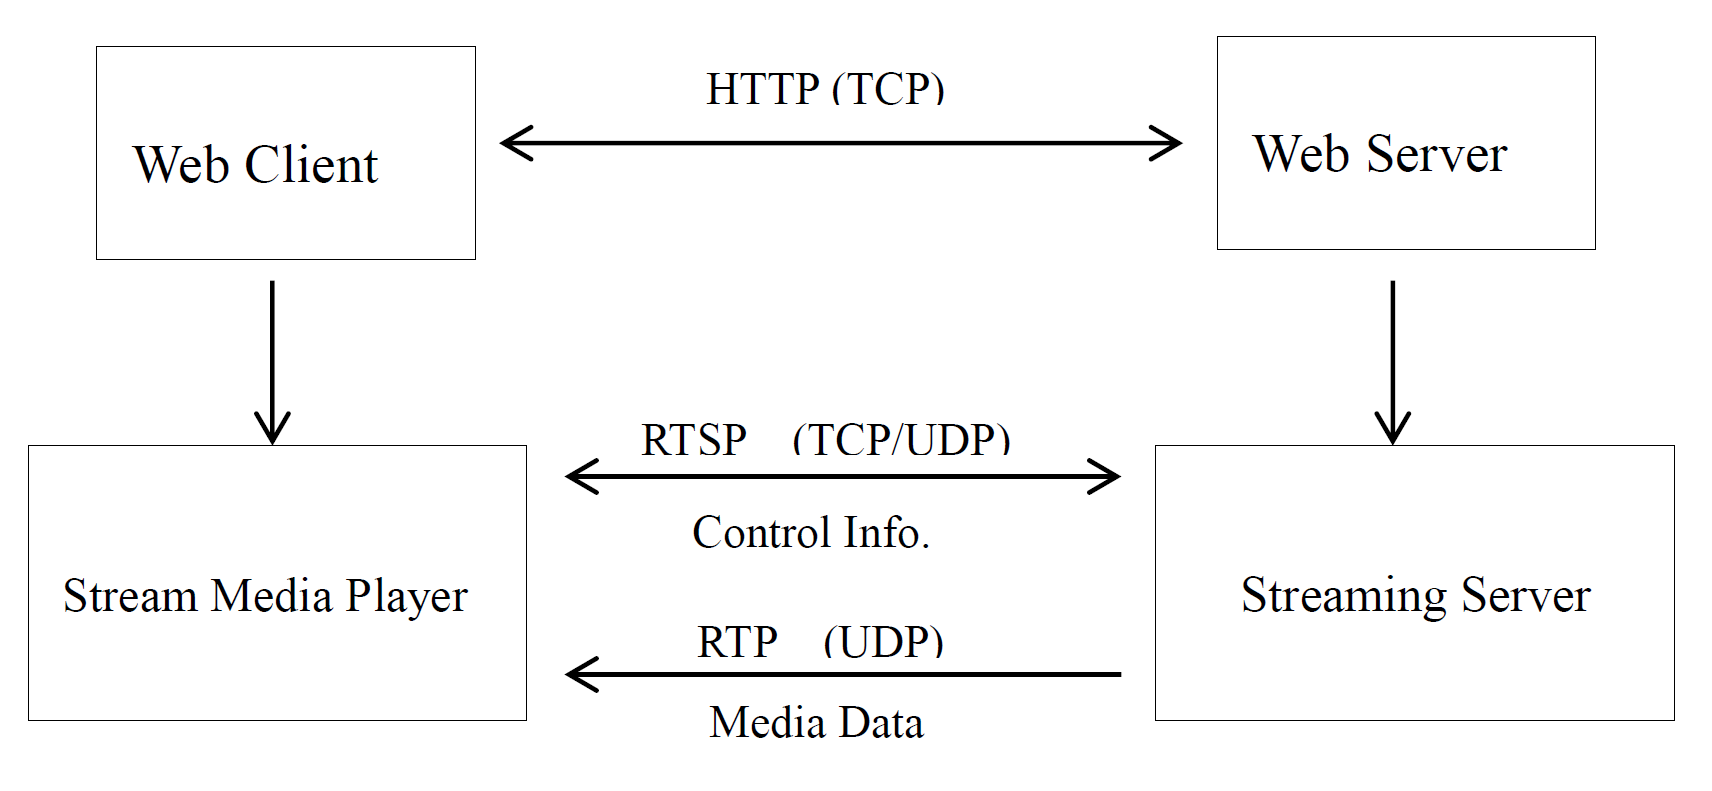 HTTP (TCP)
Web Client
Web Server
RTSP (TCP/UDP)
Control Info.
Stream Media Player
Streaming Server
RTP (UDP)
Media Data